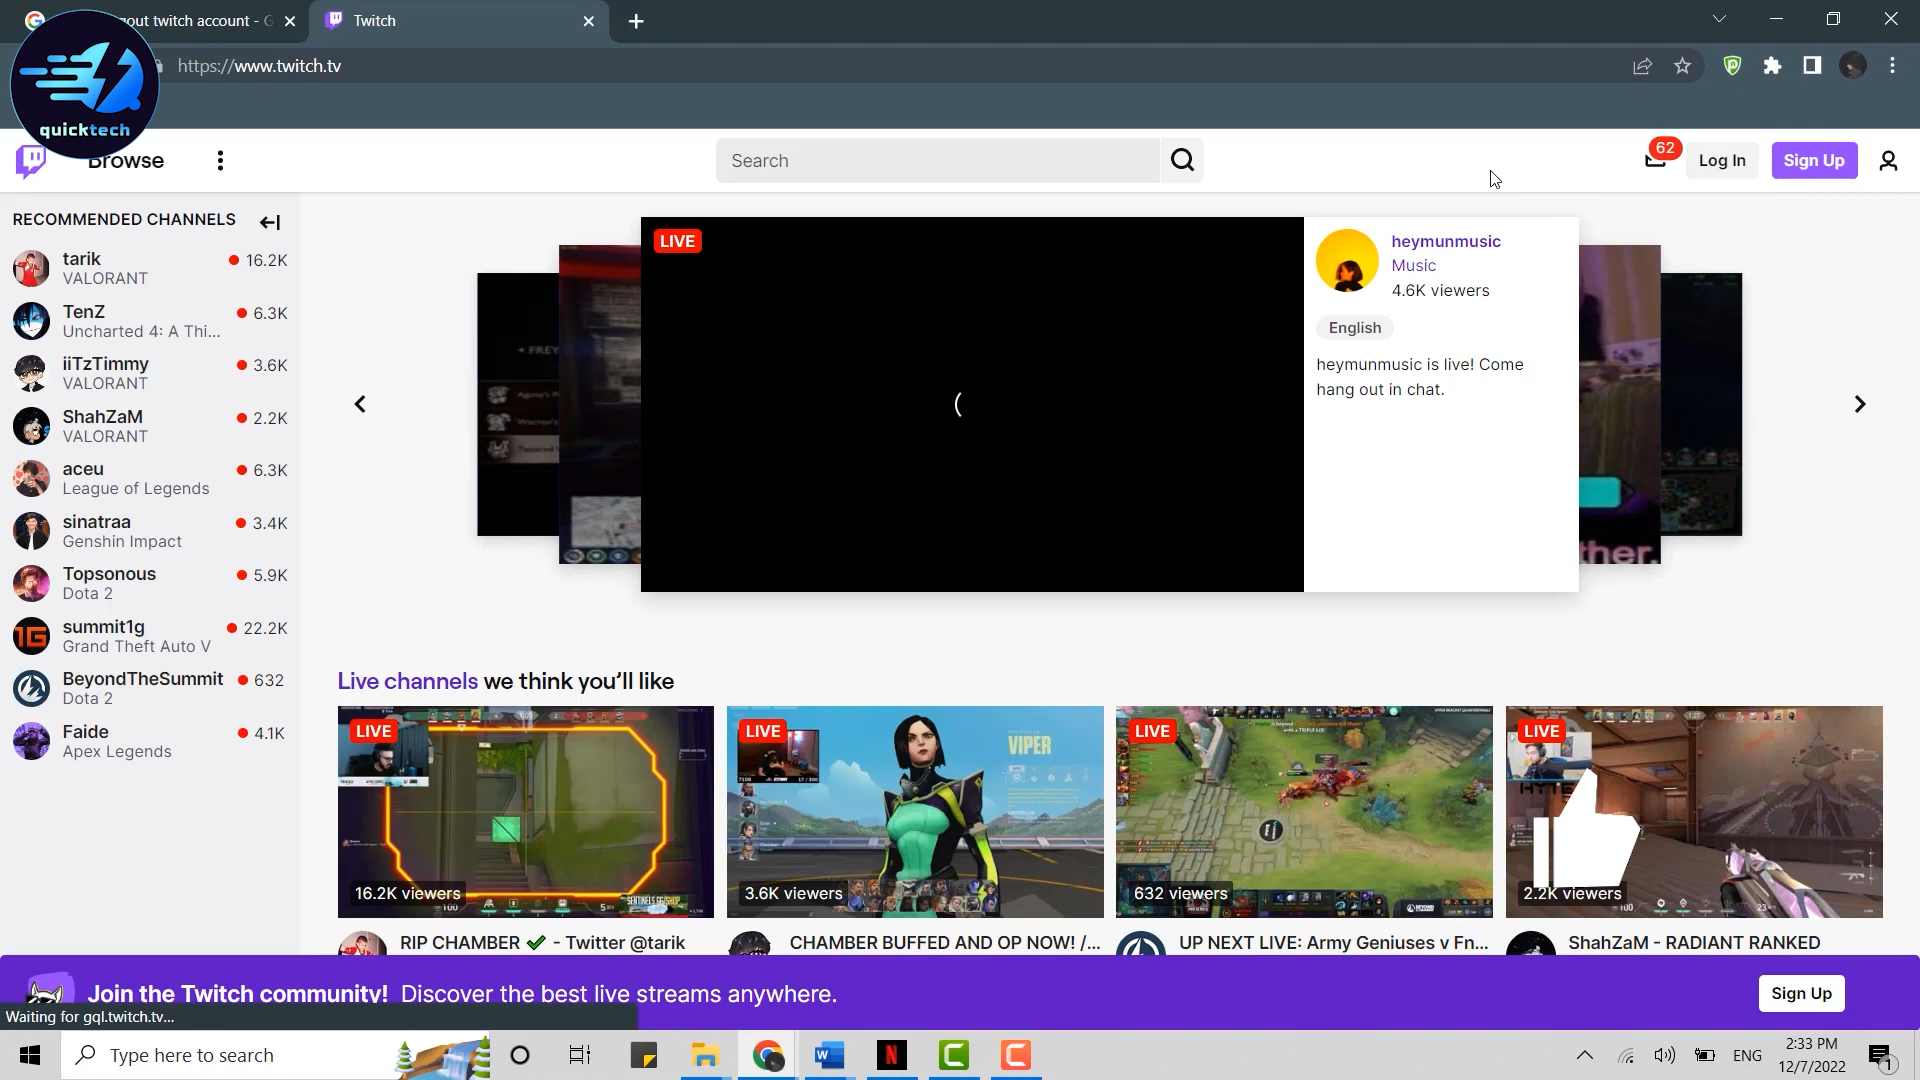 out twitch account - G
Twitch
https://www.twitch.tv
quicktech
Browse
Search
62
Log In
Sign Up
RECOMMENDED CHANNELS
tarik
VALORANT
16.2K
TenZ
Uncharted 4: A Thi...
6.3K
iiTzTimmy
VALORANT
3.6K
ShahZaM
VALORANT
2.2K
aceu
League of Legends
6.3K
sinatraa
Genshin Impact
3.4K
Topsonous
Dota 2
5.9K
summit1g
Grand Theft Auto V
22.2K
BeyondTheSummit
Dota 2
632
Faide
Apex Legends
4.1K
LIVE
heymunmusic
Music
4.6K viewers
English
heymunmusic is live! Come
hang out in chat.
ther.
Live channels we think you'll like
LIVE
16.2K viewers
SENTINELS.GG/SHOP
LIVE
VIPER
3.6K viewers
LIVE
632 viewers
LIVE
2.2K viewers
RIP CHAMBER ✔ - Twitter @tarik
CHAMBER BUFFED AND OP NOW! /...
UP NEXT LIVE: Army Geniuses v Fn...
ShahZaM - RADIANT RANKED
Join the Twitch community! Discover the best live streams anywhere.
Sign Up
Waiting for gql.twitch.tv...
Type here to search
ENG
2:33 PM
12/7/2022
1